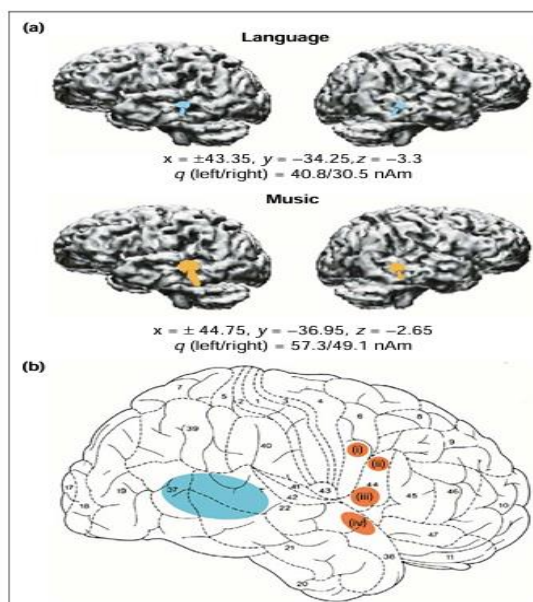 (a)
Language
x = ±43.35, y = −34.25, z = −3.3
q (left/right) = 40.8/30.5 nAm
Music
x = ± 44.75, y = −36.95, z = −2.65
q (left/right) = 57.3/49.1 nAm
(b)
7
5
2
4
6
8
9
39
40
(i)
(ii)
17
19
37
41
43
44
46
10
18
42
(iii)
45
22
(iv)
47
21
38
11
20